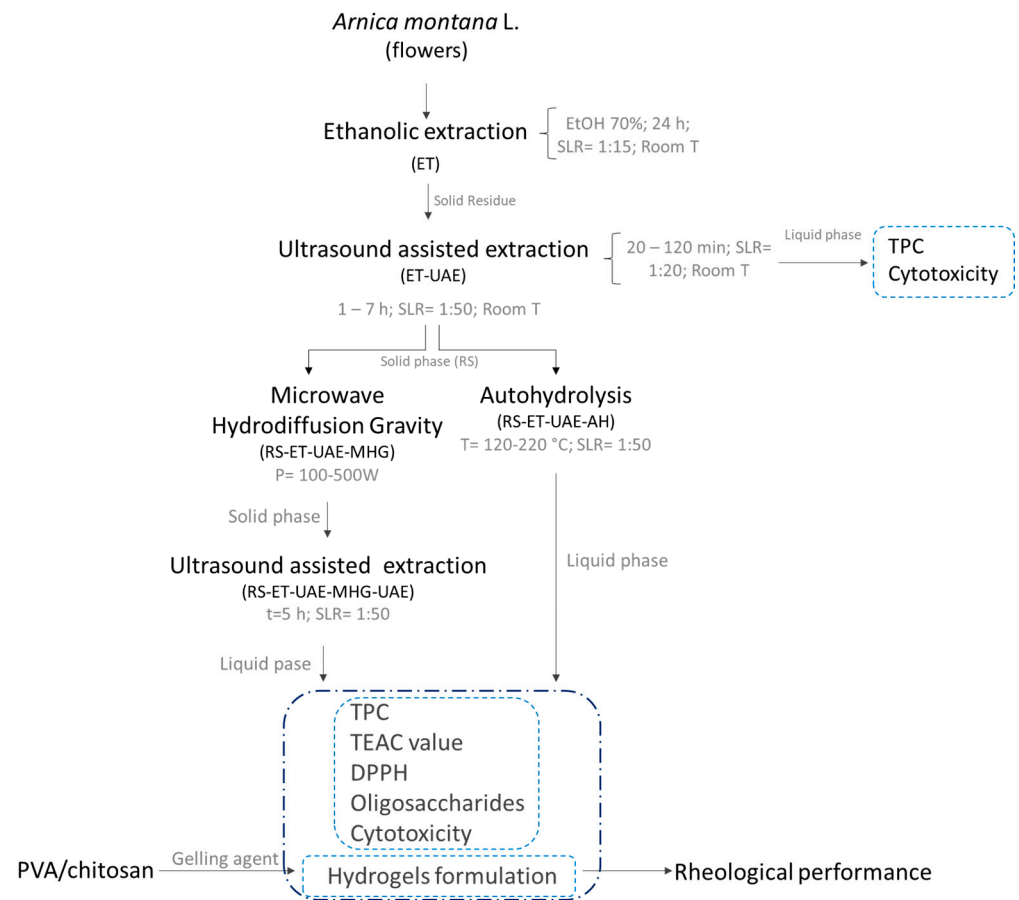 Arnica montana L.
(flowers)
Ethanolic extraction
(ET)
EtOH 70%; 24 h;
SLR= 1:15; Room T
Solid Residue
Ultrasound assisted extraction
(ET-UAE)
20 – 120 min; SLR=
1:20; Room T
Liquid phase
TPC
Cytotoxicity
1 – 7 h; SLR= 1:50; Room T
Solid phase (RS)
Microwave
Hydrodiffusion Gravity
(RS-ET-UAE-MHG)
P= 100-500W
Autohydrolysis
(RS-ET-UAE-AH)
T= 120-220 °C; SLR= 1:50
Solid phase
Ultrasound assisted extraction
(RS-ET-UAE-MHG-UAE)
t=5 h; SLR= 1:50
Liquid phase
Liquid pase
TPC
TEAC value
DPPH
Oligosaccharides
Cytotoxicity
PVA/chitosan
Gelling agent
Hydrogels formulation
Rheological performance